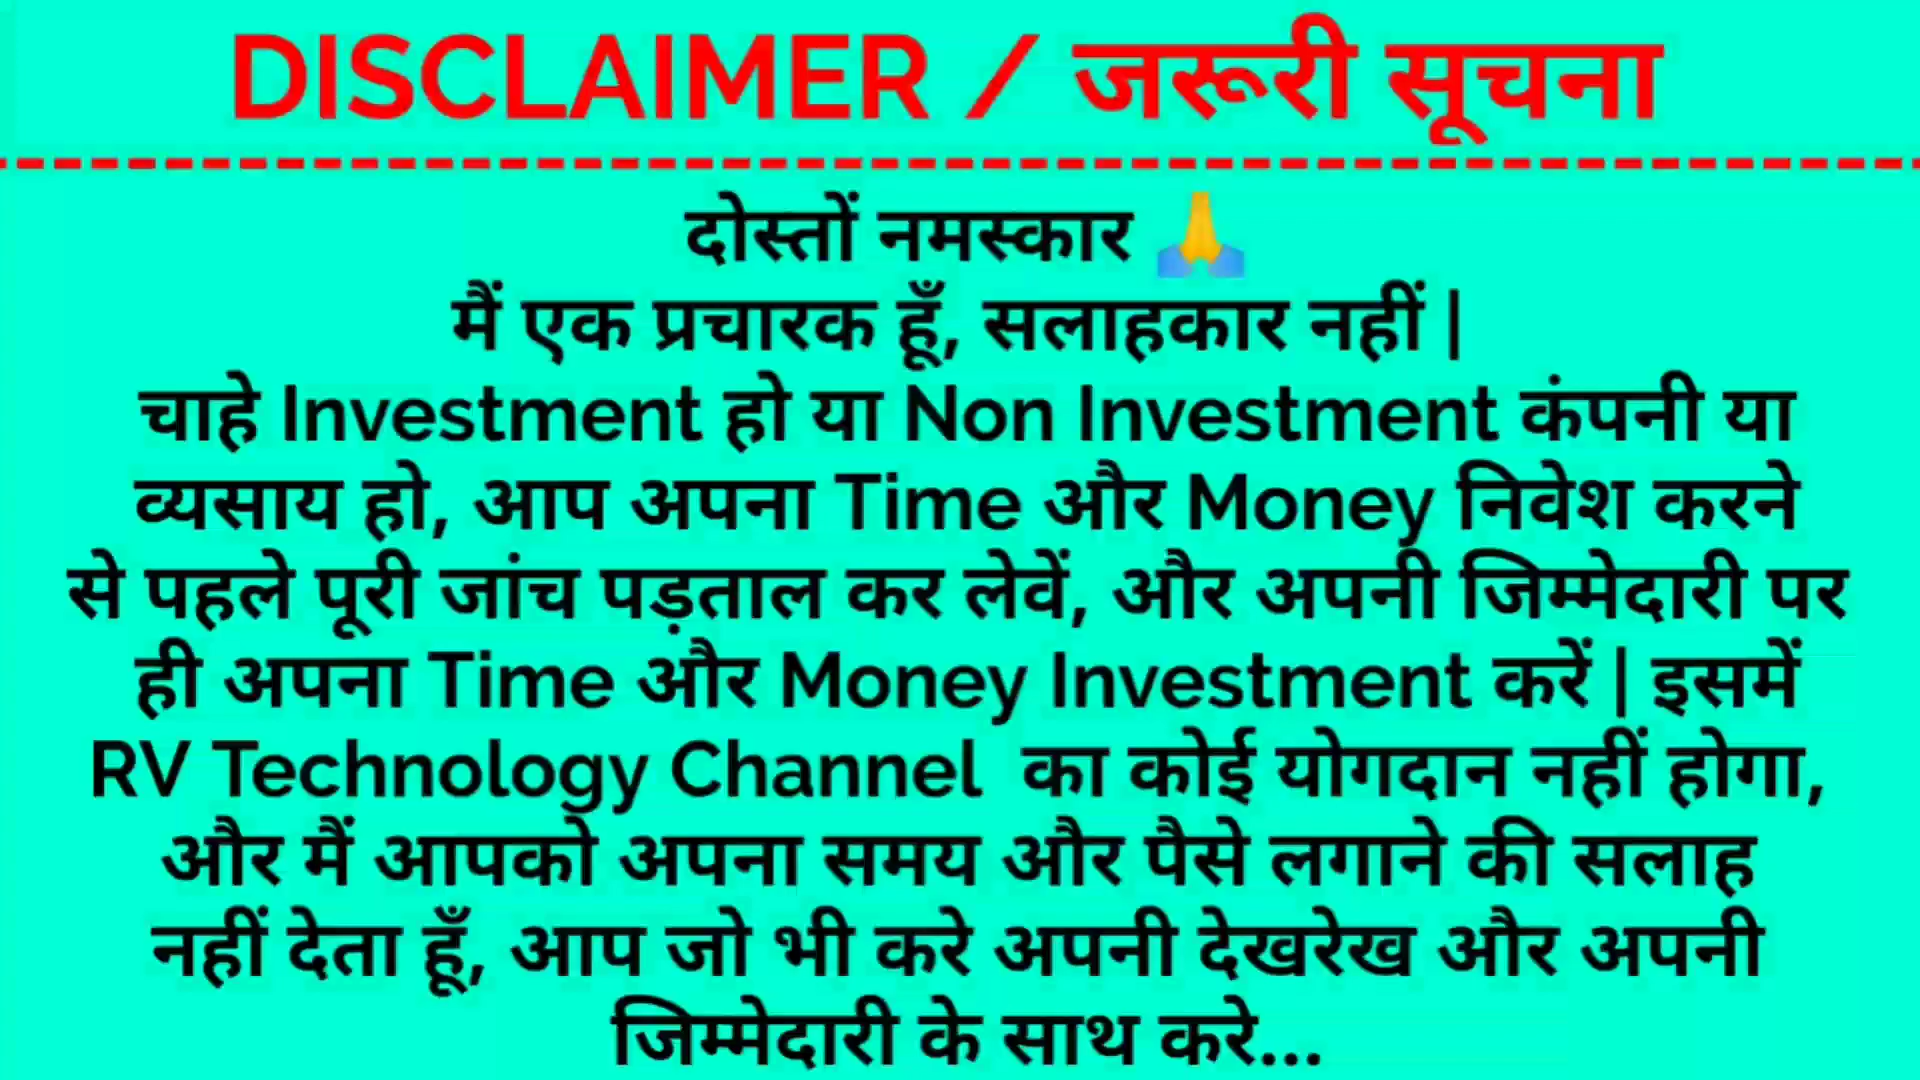 DISCLAIMER / जरूरी सूचना
दोस्तों नमस्कार 🙏
मैं एक प्रचारक हूँ, सलाहकार नहीं |
चाहे Investment हो या Non Investment कंपनी या
व्यसाय हो, आप अपना Time और Money निवेश करने
से पहले पूरी जांच पड़ताल कर लेवें, और अपनी जिम्मेदारी पर
ही अपना Time और Money Investment करें | इसमें
RV Technology Channel का कोई योगदान नहीं होगा,
और मैं आपको अपना समय और पैसे लगाने की सलाह
नहीं देता हूँ, आप जो भी करे अपनी देखरेख और अपनी
जिम्मेदारी के साथ करे...